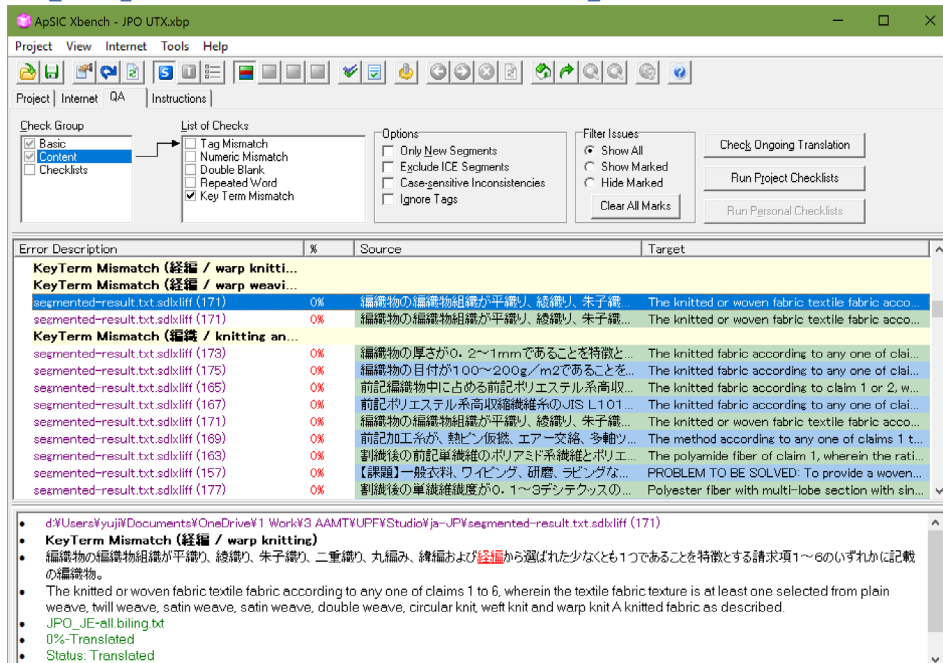 ApSIC Xbench - JPO UTX.xbp
Project View Internet Tools Help
Project Internet QA Instructions
Check Group
Basic
Content
Checklists
List of Checks
Tag Mismatch
Numeric Mismatch
Double Blank
Repeated Word
Key Term Mismatch
Options
Only New Segments
Exclude ICE Segments
Case-sensitive Inconsistencies
Ignore Tags
Filter Issues
Show All
Show Marked
Hide Marked
Clear All Marks
Check Ongoing Translation
Run Project Checklists
Run Personal Checklists
Error Description % Source Target
KeyTerm Mismatch (経編 / warp knitti...
KeyTerm Mismatch (経編 / warp weavi...
segmented-result.txt.sdlxliff (171) 0% 編織物の編織物組織が平織り、綾織り、朱子織... The knitted or woven fabric textile fabric acco...
segmented-result.txt.sdlxliff (171) 0% 編織物の編織物組織が平織り、綾織り、朱子織... The knitted or woven fabric textile fabric acco...
KeyTerm Mismatch (編織 / knitting an...
segmented-result.txt.sdlxliff (173) 0% 編織物の厚さが0．2～1mmであることを特徴と... The knitted fabric according to any one of clai...
segmented-result.txt.sdlxliff (175) 0% 編織物の目付が100～200g／m2であることを... The knitted fabric according to any one of clai...
segmented-result.txt.sdlxliff (165) 0% 前記編織物中に占める前記ポリエステル系高収... The knitted fabric according to claim 1 or 2, w...
segmented-result.txt.sdlxliff (167) 0% 前記ポリエステル系高収縮繊維糸のJIS L101... The knitted fabric according to any one of clai...
segmented-result.txt.sdlxliff (171) 0% 編織物の編織物組織が平織り、綾織り、朱子織... The knitted or woven fabric textile fabric acco...
segmented-result.txt.sdlxliff (169) 0% 前記加工糸が、熱ピン仮撚、エアー交絡、多軸ツ... The method according to any one of claims 1 t...
segmented-result.txt.sdlxliff (163) 0% 割繊後の前記単繊維のポリアミド系繊維とポリエ... The polyamide fiber of claim 1, wherein the rati...
segmented-result.txt.sdlxliff (157) 0% 【課題】一般衣料、ワイピング、研磨、ラビングな... PROBLEM TO BE SOLVED: To provide a woven...
segmented-result.txt.sdlxliff (177) 0% 割繊後の単繊維繊度が0．1～3デシテックスの... Polyester fiber with multi-lobe section with sin...
d:¥Users¥yuji¥Documents¥OneDrive¥1 Work¥3 AAMT¥UPF¥Studio¥ja-JP¥segmented-result.txt.sdlxliff (171)
KeyTerm Mismatch (経編 / warp knitting)
編織物の編織物組織が平織り、綾織り、朱子織り、二重織り、丸編み、緯編および経編から選ばれた少なくとも1つであることを特徴とする請求項1～6のいずれかに記載
の編織物。
The knitted or woven fabric textile fabric according to any one of claims 1 to 6, wherein the textile fabric texture is at least one selected from plain
weave, twill weave, satin weave, satin weave, double weave, circular knit, weft knit and warp knit A knitted fabric as described.
JPO_JE-all.biling.txt
0%-Translated
Status: Translated